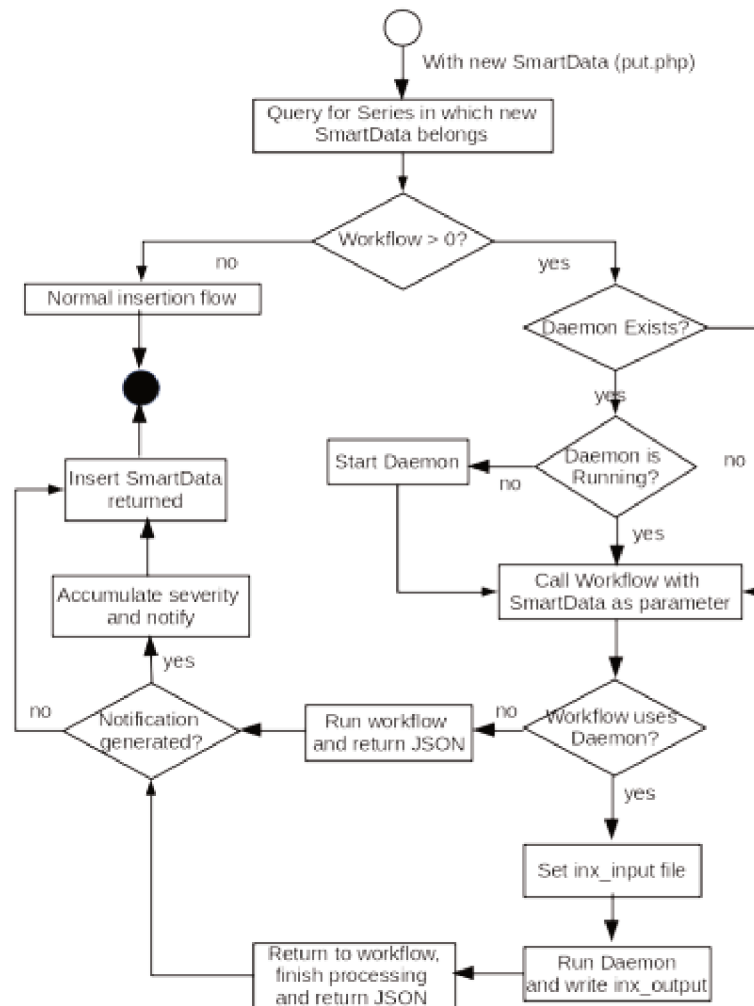 With new SmartData (put.php)
Query for Series in which new
SmartData belongs
Workflow > 0?
no
yes
Normal insertion flow
Daemon Exists?
yes
no
Start Daemon
Daemon is
Running?
no
yes
Insert SmartData
returned
Call Workflow with
SmartData as parameter
Accumulate severity
and notify
yes
no
Notification
generated?
Run workflow
and return JSON
no
Workflow uses
Daemon?
yes
Set inx_input file
Run Daemon
and write inx_output
Return to workflow,
finish processing
and return JSON